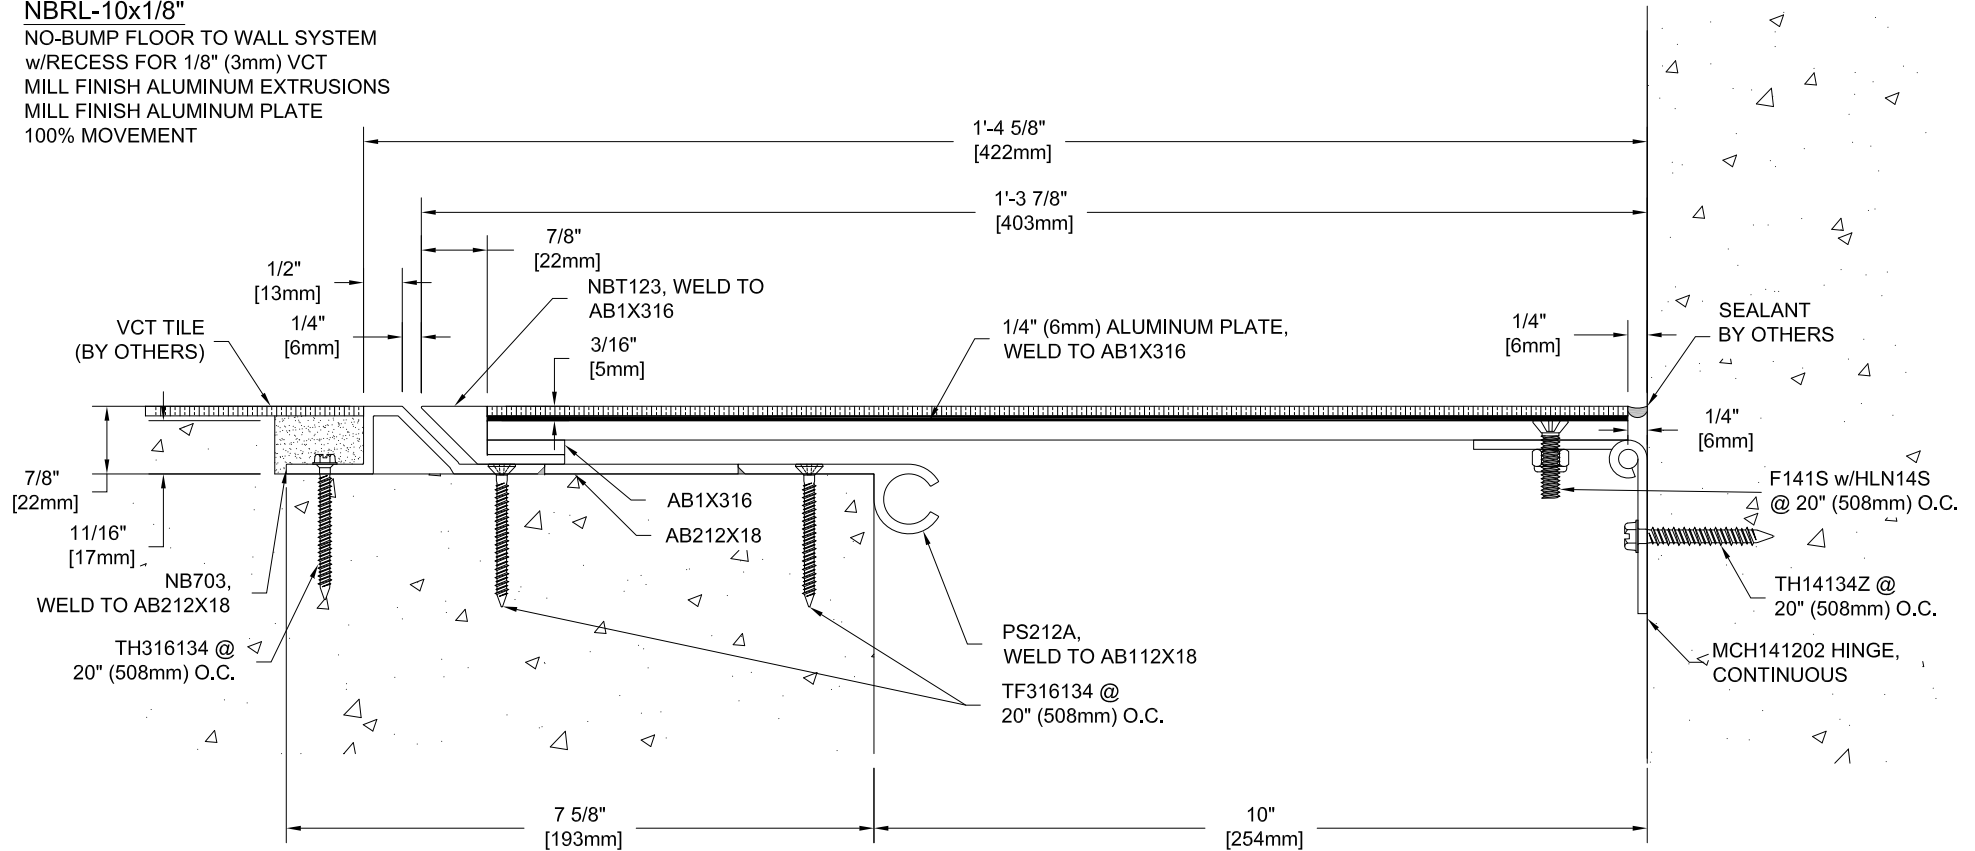 NBRL-10x1/8"
NO-BUMP FLOOR TO WALL SYSTEM
w/RECESS FOR 1/8" (3mm) VCT
MILL FINISH ALUMINUM EXTRUSIONS
MILL FINISH ALUMINUM PLATE
100% MOVEMENT
1'-4 5/8"
[422mm]
1'-3 7/8"
[403mm]
7/8"
[22mm]
1/2"
[13mm]
NBT123, WELD TO
AB1X316
1/4"
[6mm]
VCT TILE
(BY OTHERS)
3/16"
[5mm]
1/4" (6mm) ALUMINUM PLATE,
WELD TO AB1X316
1/4"
[6mm]
SEALANT
BY OTHERS
1/4"
[6mm]
7/8"
[22mm]
11/16"
[17mm]
AB1X316
AB212X18
F141S w/HLN14S
@ 20" (508mm) O.C.
NB703,
WELD TO AB212X18
TH14134Z @
20" (508mm) O.C.
TH316134 @
20" (508mm) O.C.
PS212A,
WELD TO AB112X18
MCH141202 HINGE,
CONTINUOUS
TF316134 @
20" (508mm) O.C.
7 5/8"
[193mm]
10"
[254mm]